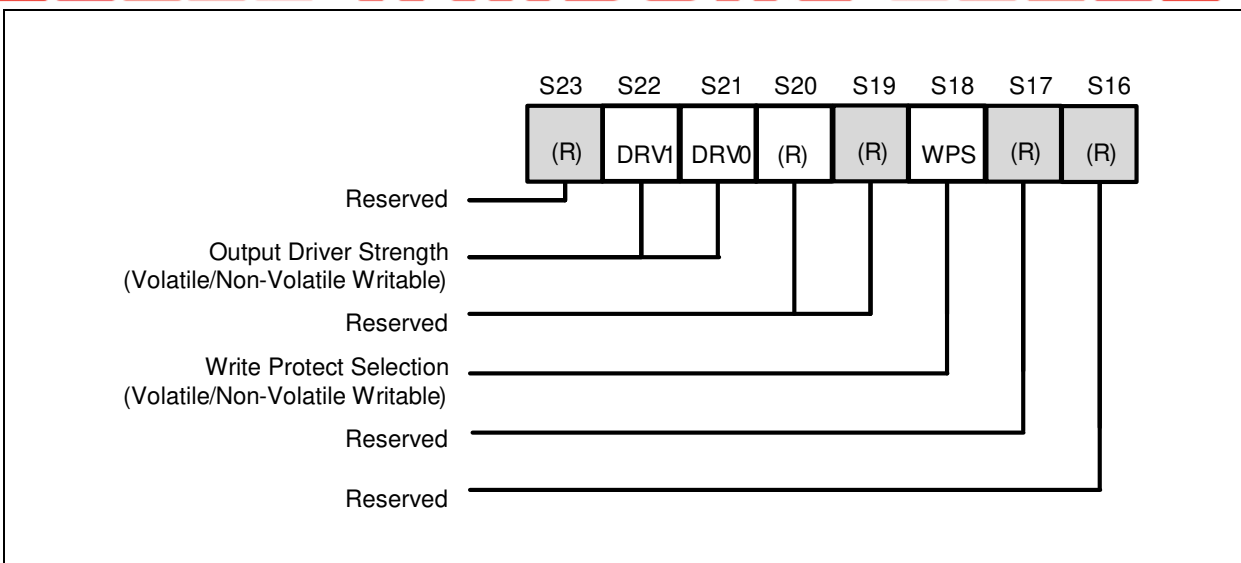 S23 S22 S21 S20 S19 S18 S17 S16
(R) DRV1 DRV0 (R) (R) WPS (R) (R)
Reserved
Output Driver Strength
(Volatile/Non-Volatile Writable)
Reserved
Write Protect Selection
(Volatile/Non-Volatile Writable)
Reserved
Reserved